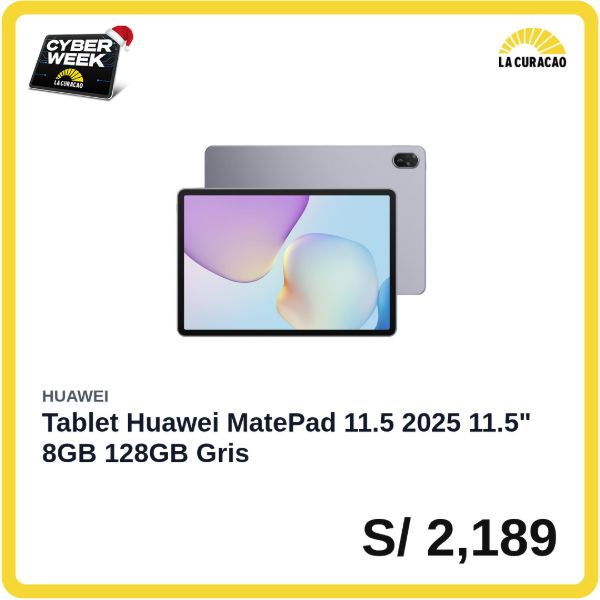 CYBER
WEEK
LA CURACAO
LA CURACAO
HUAWEI
Tablet Huawei MatePad 11.5 2025 11.5"
8GB 128GB Gris
S/ 2,189